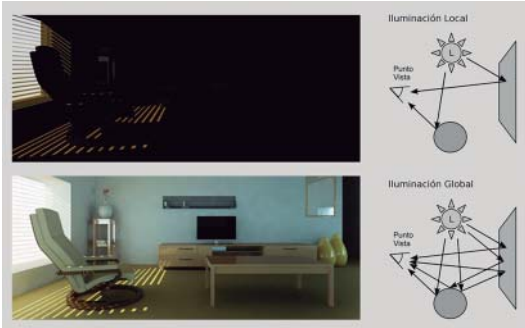 Iluminación Local
L
Punto
Vista
Iluminación Global
L
Punto
Vista